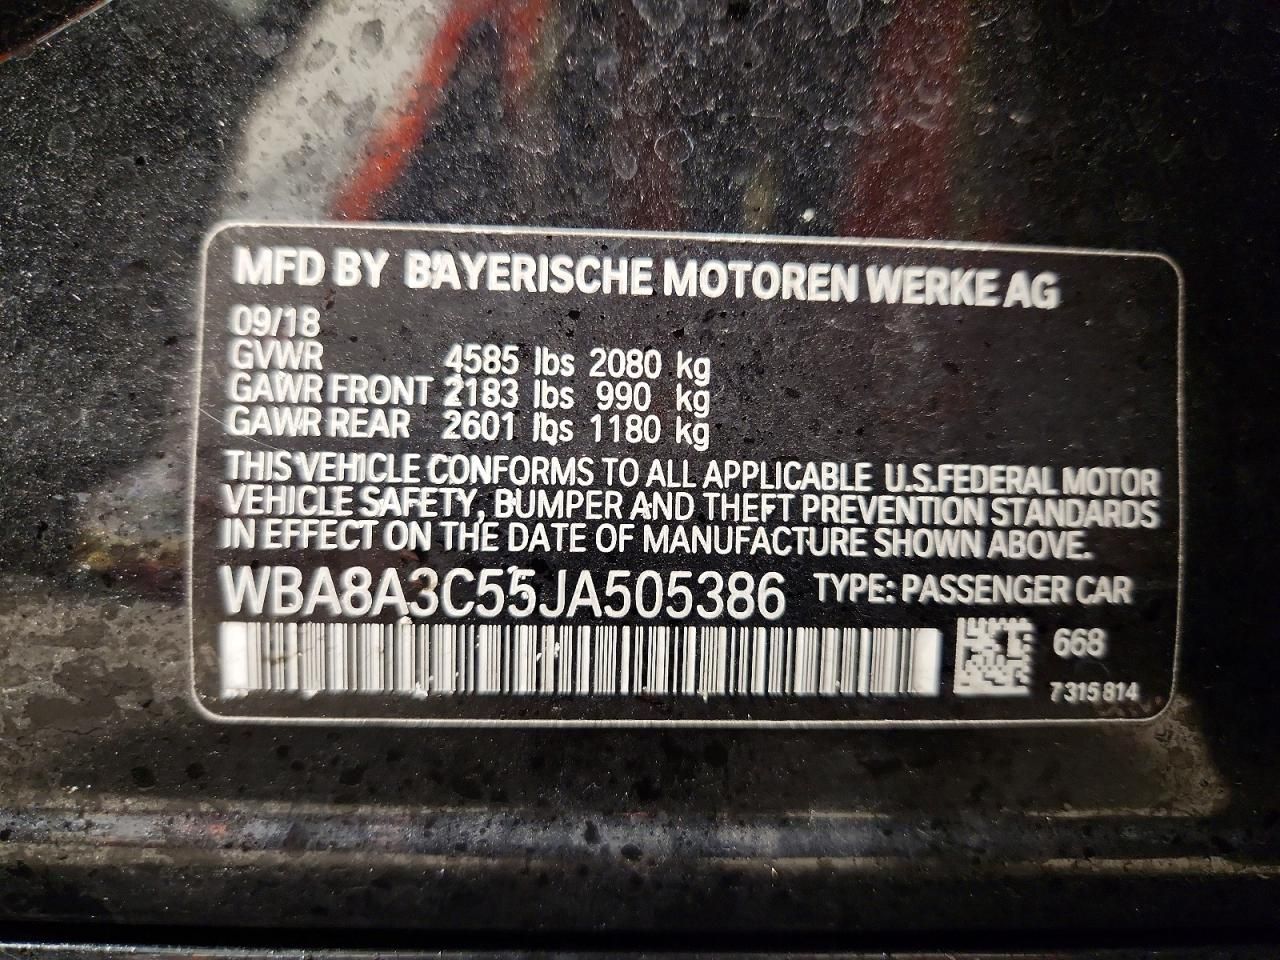 MFD BY BAYERISCHE MOTOREN WERKE AG
09/18
GVWR 4585 lbs 2080 kg
GAWR FRONT 2183 lbs 990 kg
GAWR REAR 2601 lbs 1180 kg
THIS VEHICLE CONFORMS TO ALL APPLICABLE U.S.FEDERAL MOTOR
VEHICLE SAFETY, BUMPER AND THEFT PREVENTION STANDARDS
IN EFFECT ON THE DATE OF MANUFACTURE SHOWN ABOVE.
WBA8A3C55JA505386 TYPE: PASSENGER CAR
668
7 315 814